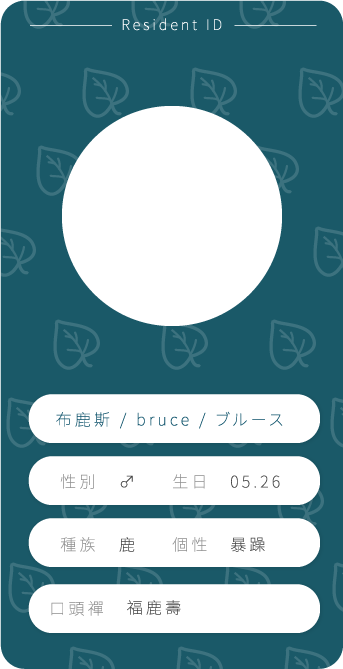 Resident ID
布鹿斯 / bruce / ブルース
性別 ♂ 生日 05.26
種族 鹿 個性 暴躁
口頭禪 福鹿壽